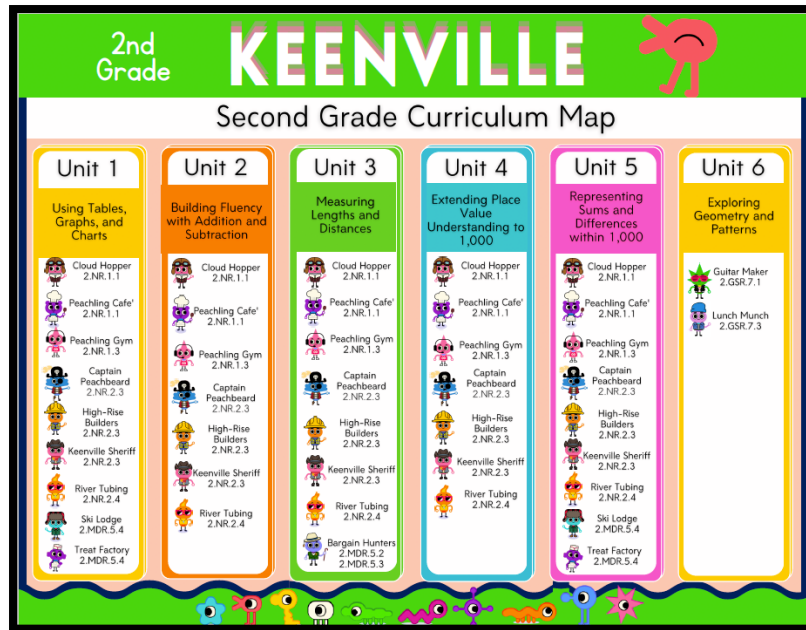 2nd
Grade
KEENVILLE
Second Grade Curriculum Map
Unit 1
Using Tables,
Graphs, and
Charts
Cloud Hopper
2.NR.1.1
Peachling Cafe'
2.NR.1.1
Peachling Gym
2.NR.1.3
Captain
Peachbeard
2.NR.2.3
High-Rise
Builders
2.NR.2.3
Keenville Sheriff
2.NR.2.3
River Tubing
2.NR.2.4
Ski Lodge
2.MDR.5.4
Treat Factory
2.MDR.5.4
Unit 2
Building Fluency
with Addition and
Subtraction
Cloud Hopper
2.NR.1.1
Peachling Cafe'
2.NR.1.1
Peachling Gym
2.NR.1.3
Captain
Peachbeard
2.NR.2.3
High-Rise
Builders
2.NR.2.3
Keenville Sheriff
2.NR.2.3
River Tubing
2.NR.2.4
Unit 3
Measuring
Lengths and
Distances
Cloud Hopper
2.NR.1.1
Peachling Cafe'
2.NR.1.1
Peachling Gym
2.NR.1.3
Captain
Peachbeard
2.NR.2.3
High-Rise
Builders
2.NR.2.3
Keenville Sheriff
2.NR.2.3
River Tubing
2.NR.2.4
Bargain Hunters
2.MDR.5.2
2.MDR.5.3
Unit 4
Extending Place
Value
Understanding to
1,000
Cloud Hopper
2.NR.1.1
Peachling Cafe'
2.NR.1.1
Peachling Gym
2.NR.1.3
Captain
Peachbeard
2.NR.2.3
High-Rise
Builders
2.NR.2.3
Keenville Sheriff
2.NR.2.3
River Tubing
2.NR.2.4
Unit 5
Representing
Sums and
Differences
within 1,000
Cloud Hopper
2.NR.1.1
Peachling Cafe'
2.NR.1.1
Peachling Gym
2.NR.1.3
Captain
Peachbeard
2.NR.2.3
High-Rise
Builders
2.NR.2.3
Keenville Sheriff
2.NR.2.3
River Tubing
2.NR.2.4
Ski Lodge
2.MDR.5.4
Treat Factory
2.MDR.5.4
Unit 6
Exploring
Geometry and
Patterns
Guitar Maker
2.GSR.7.1
Lunch Munch
2.GSR.7.3